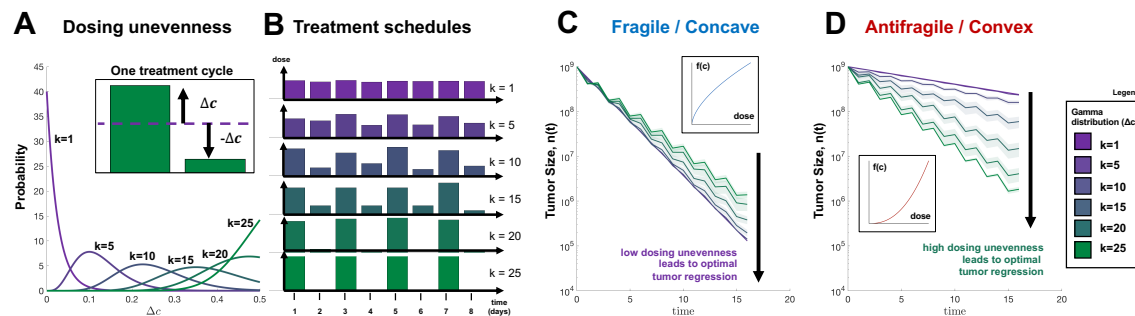 A Dosing unevenness
Probability
45
40
35
30
25
20
15
10
5
0
One treatment cycle
Δc
-Δc
k=1
k=5
k=10
k=15
k=20
k=25
0 0.1 0.2 0.3 0.4 0.5
Δc
B Treatment schedules
dose
k = 1
k = 5
k = 10
k = 15
k = 20
k = 25
1 2 3 4 5 6 7 8
time
(days)
C Fragile / Concave
Tumor Size, n(t)
10⁹
10⁸
10⁷
10⁶
10⁵
10⁴
f(c)
dose
low dosing unevenness
leads to optimal
tumor regression
0 5 10 15 20
time
D Antifragile / Convex
Tumor Size, n(t)
10⁹
10⁸
10⁷
10⁶
10⁵
10⁴
f(c)
dose
high dosing unevenness
leads to optimal
tumor regression
0 5 10 15 20
time
Legen
Gamma
distribution (Δc
k=1
k=5
k=10
k=15
k=20
k=25